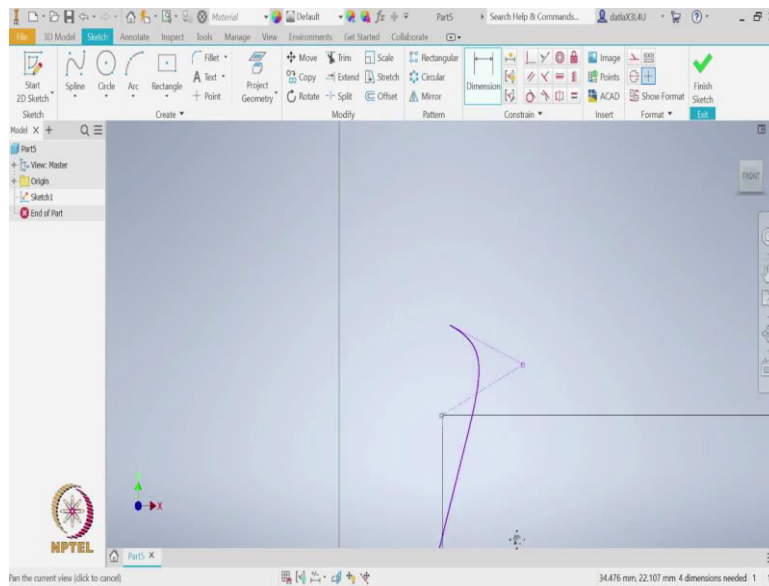 Material Default Part5 Search Help & Commands... datlaX3L4U
File 3D Model Sketch Annotate Inspect Tools Manage View Environments Get Started Collaborate
Start 2D Sketch Spline Circle Arc Rectangle Fillet Text Point Project Geometry Move Copy Rotate Trim Extend Split Scale Stretch Offset Rectangular Circular Mirror Dimension Image Points ACAD Show Format Finish Sketch
Sketch Create Modify Pattern Constrain Insert Format Exit
Model
Part5
View: Master
Origin
Sketch1
End of Part
FRONT
X
NPTEL
Part5
Pan the current view (click to cancel) 34.476 mm, 22.107 mm 4 dimensions needed 1